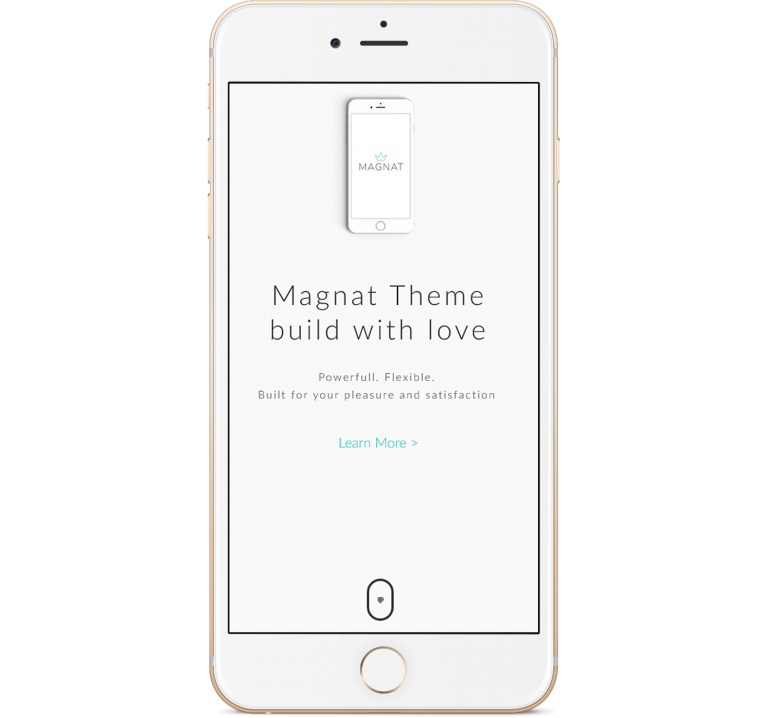 MAGNAT
Magnat Theme
build with love
Powerfull. Flexible.
Built for your pleasure and satisfaction
Learn More >